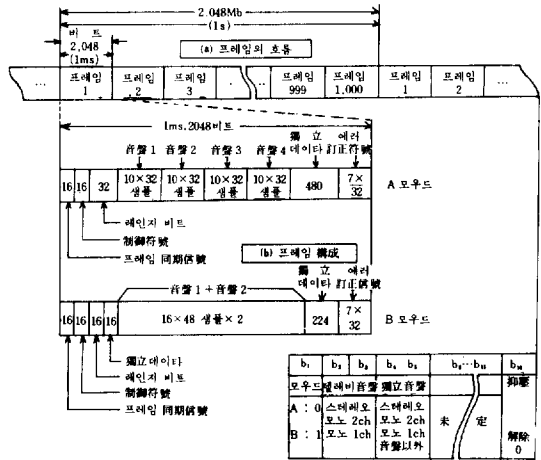 2.048Mb
(1s)
비 트
2,048
(1ms)
(a) 프레임의 흐름
… 프레임 1 프레임 2 프레임 3 … … 프레임 999 프레임 1,000 프레임 1 프레임 2 …
1ms. 2048비트
音聲 1 音聲 2 音聲 3 音聲 4 獨立 데이타 에러 訂正符號
16 16 32 10×32 샘플 10×32 샘플 10×32 샘플 10×32 샘플 480 7×32
A 모우드
레인지 비트
制御符號
프레임 同期信號
(b) 프레임 構成
音聲 1 + 音聲 2 獨 立 데이타 에러 訂正信號
16 16 16 16 16×48 샘플×2 224 7×32
B 모우드
獨立데이타
레인지 비트
制御符號
프레임 同期信號
b₁ b₂ b₃ b₄ b₅
모우드 텔레비音聲 獨立音聲
A : 0 스테레오 스테레오
모노 2ch 모노 2ch
B : 1 모노 1ch 모노 1ch
音聲以外
未 定
解除
0